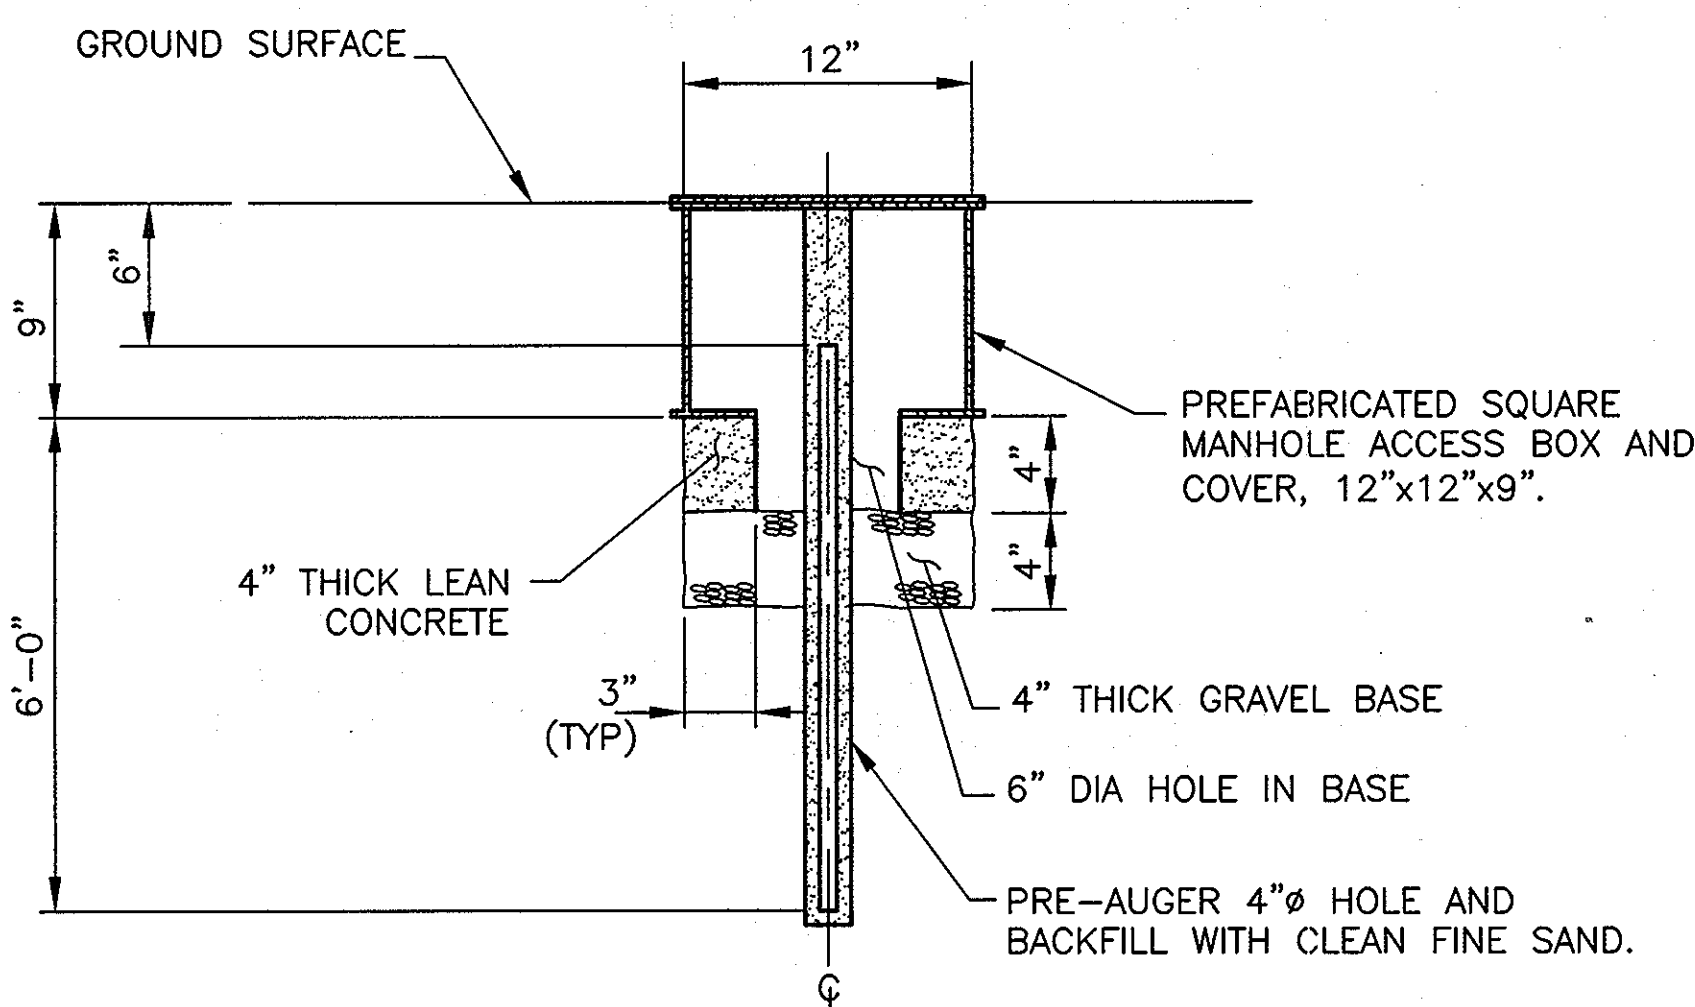 GROUND SURFACE
12”
6”
9”
PREFABRICATED SQUARE
MANHOLE ACCESS BOX AND
COVER, 12”x12”x9”.
4”
4”
4” THICK LEAN
CONCRETE
6’-0”
3”
(TYP)
4” THICK GRAVEL BASE
6” DIA HOLE IN BASE
PRE-AUGER 4”ø HOLE AND
BACKFILL WITH CLEAN FINE SAND.
℄